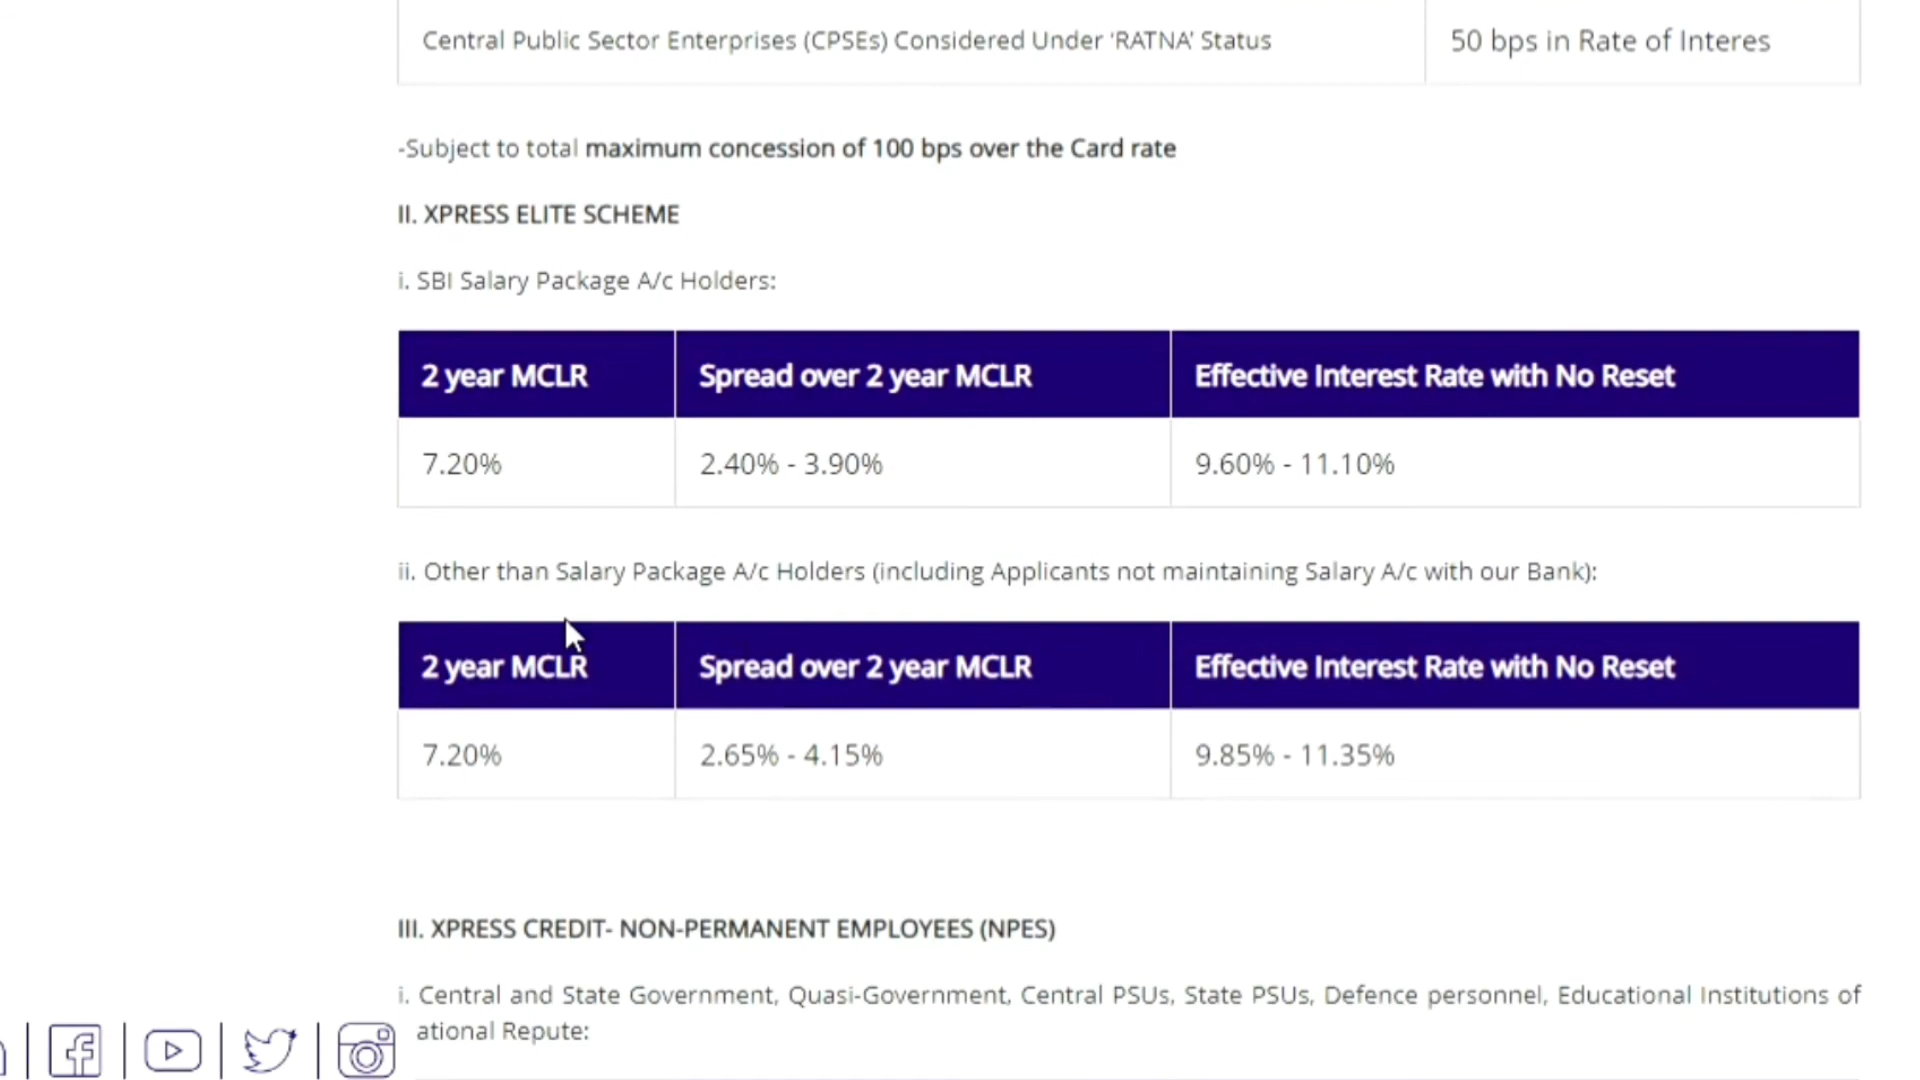 Central Public Sector Enterprises (CPSEs) Considered Under ‘RATNA’ Status
50 bps in Rate of Interes
-Subject to total maximum concession of 100 bps over the Card rate
II. XPRESS ELITE SCHEME
i. SBI Salary Package A/c Holders:
2 year MCLR
Spread over 2 year MCLR
Effective Interest Rate with No Reset
7.20%
2.40% - 3.90%
9.60% - 11.10%
ii. Other than Salary Package A/c Holders (including Applicants not maintaining Salary A/c with our Bank):
2 year MCLR
Spread over 2 year MCLR
Effective Interest Rate with No Reset
7.20%
2.65% - 4.15%
9.85% - 11.35%
III. XPRESS CREDIT- NON-PERMANENT EMPLOYEES (NPES)
i. Central and State Government, Quasi-Government, Central PSUs, State PSUs, Defence personnel, Educational Institutions of
ational Repute: